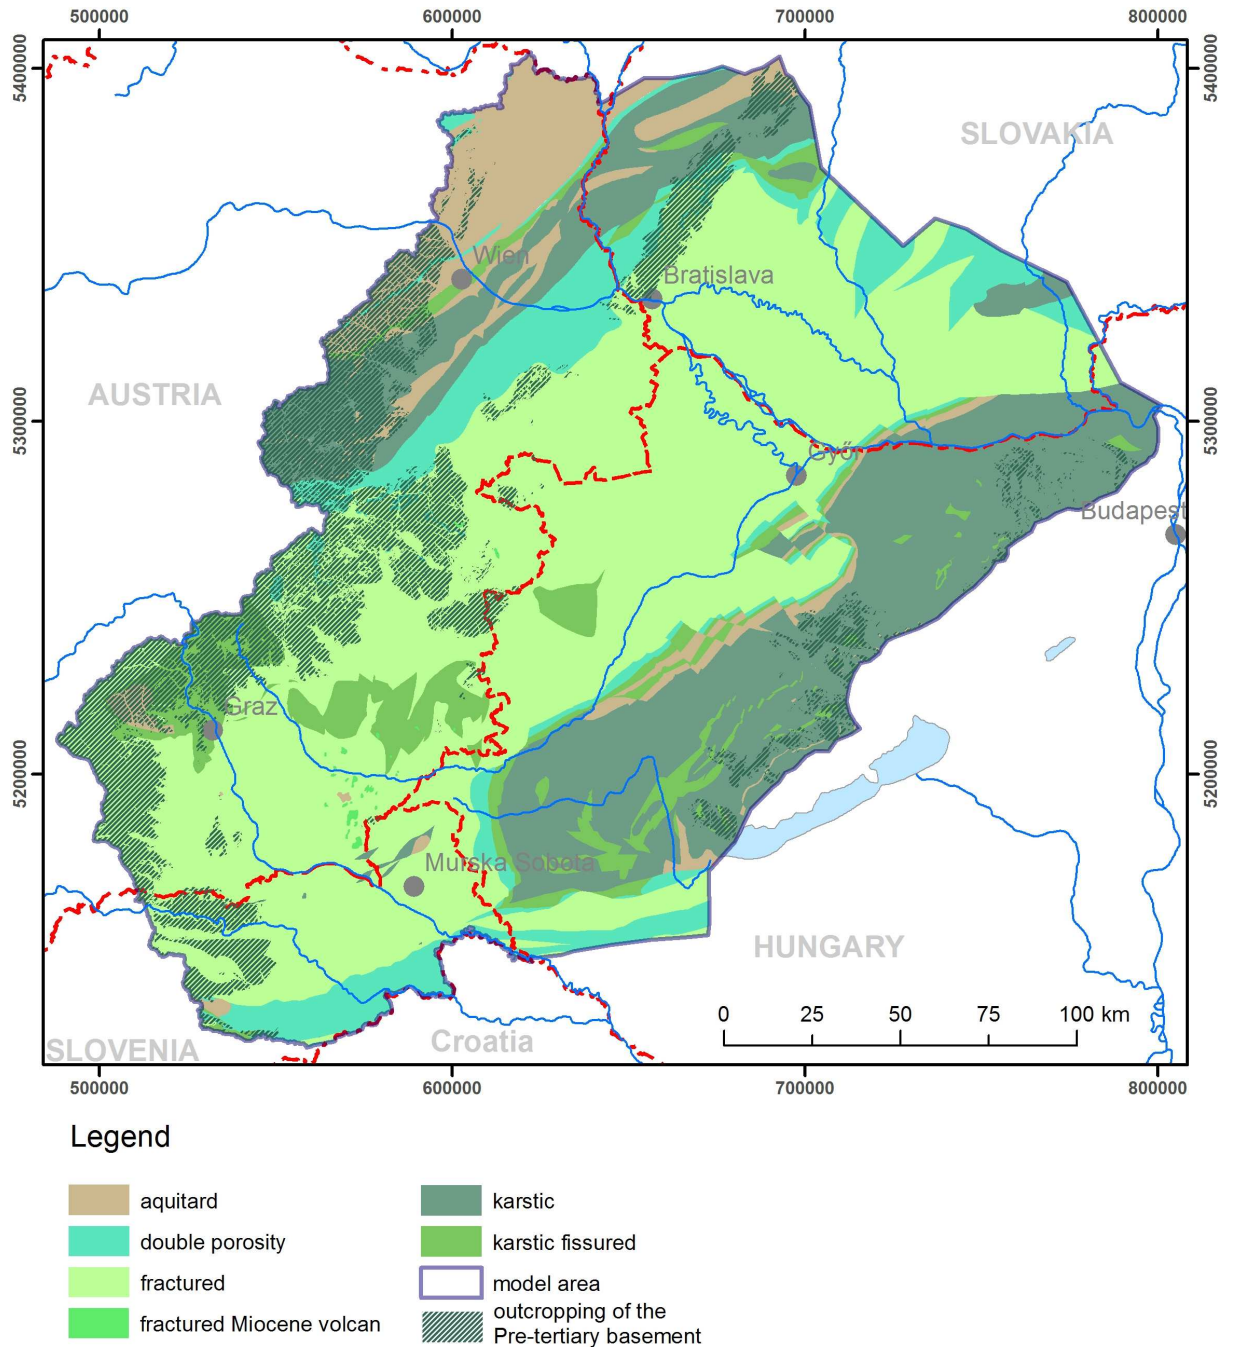 500000 600000 700000 800000
5400000 5400000
SLOVAKIA
Wien
Bratislava
AUSTRIA
5300000 5300000
Győr
Budapest
Graz
5200000 5200000
Murska Sobota
HUNGARY
0 25 50 75 100 km
Croatia
SLOVENIA
500000 600000 700000 800000
Legend
aquitard
double porosity
fractured
fractured Miocene volcan
karstic
karstic fissured
model area
outcropping of the
Pre-tertiary basement